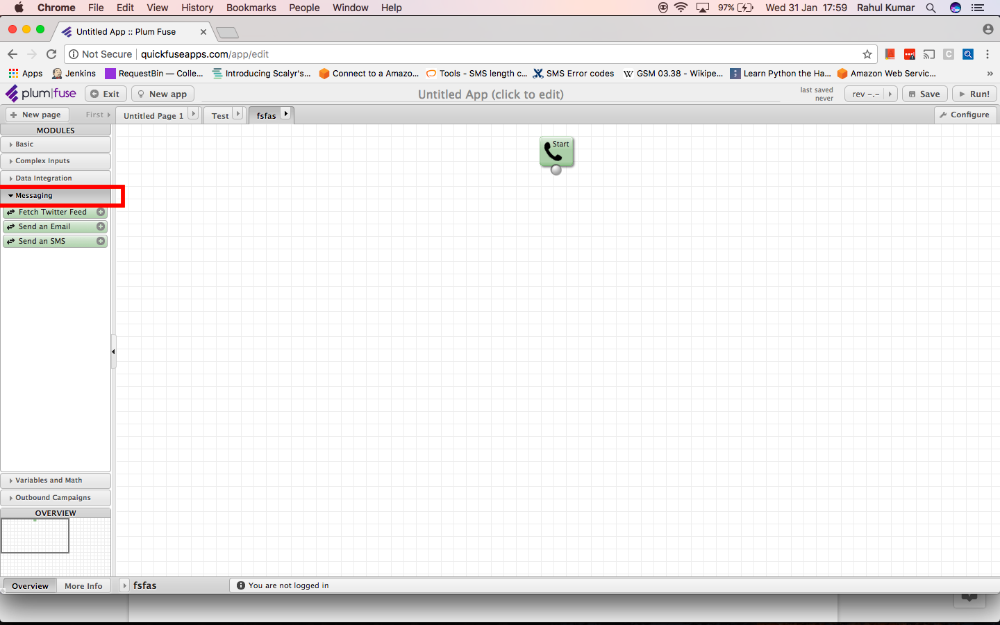 Chrome File Edit View History Bookmarks People Window Help 97% Wed 31 Jan 17:59 Rahul Kumar
Untitled App :: Plum Fuse
Not Secure quickfuseapps.com/app/edit
Apps Jenkins RequestBin — Colle... Introducing Scalyr's... Connect to a Amazo... Tools - SMS length c... SMS Error codes W GSM 03.38 - Wikipe... Learn Python the Ha... Amazon Web Servic... »
plum|fuse Exit New app Untitled App (click to edit) last saved never rev -.- Save Run!
New page First Untitled Page 1 Test fsfas Configure
MODULES
Basic
Complex Inputs
Data Integration
Messaging
Fetch Twitter Feed
Send an Email
Send an SMS
Start
Variables and Math
Outbound Campaigns
OVERVIEW
Overview More Info fsfas You are not logged in